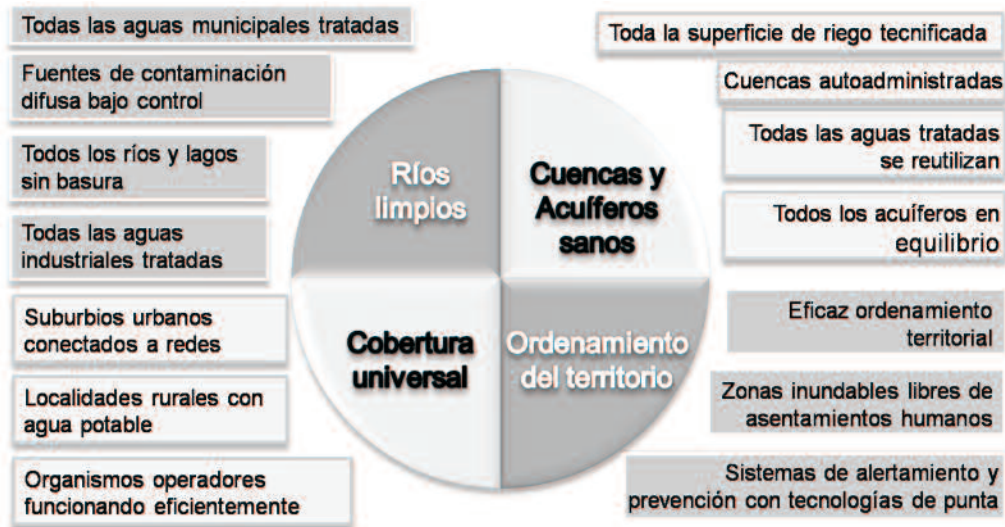 Todas las aguas municipales tratadas
Fuentes de contaminación
difusa bajo control
Todos los ríos y lagos
sin basura
Todas las aguas
industriales tratadas
Suburbios urbanos
conectados a redes
Localidades rurales con
agua potable
Organismos operadores
funcionando eficientemente
Ríos
limpios
Cuencas y
Acuíferos
sanos
Cobertura
universal
Ordenamiento
del territorio
Toda la superficie de riego tecnificada
Cuencas autoadministradas
Todas las aguas tratadas
se reutilizan
Todos los acuíferos en
equilibrio
Eficaz ordenamiento
territorial
Zonas inundables libres de
asentamientos humanos
Sistemas de alertamiento y
prevención con tecnologías de punta